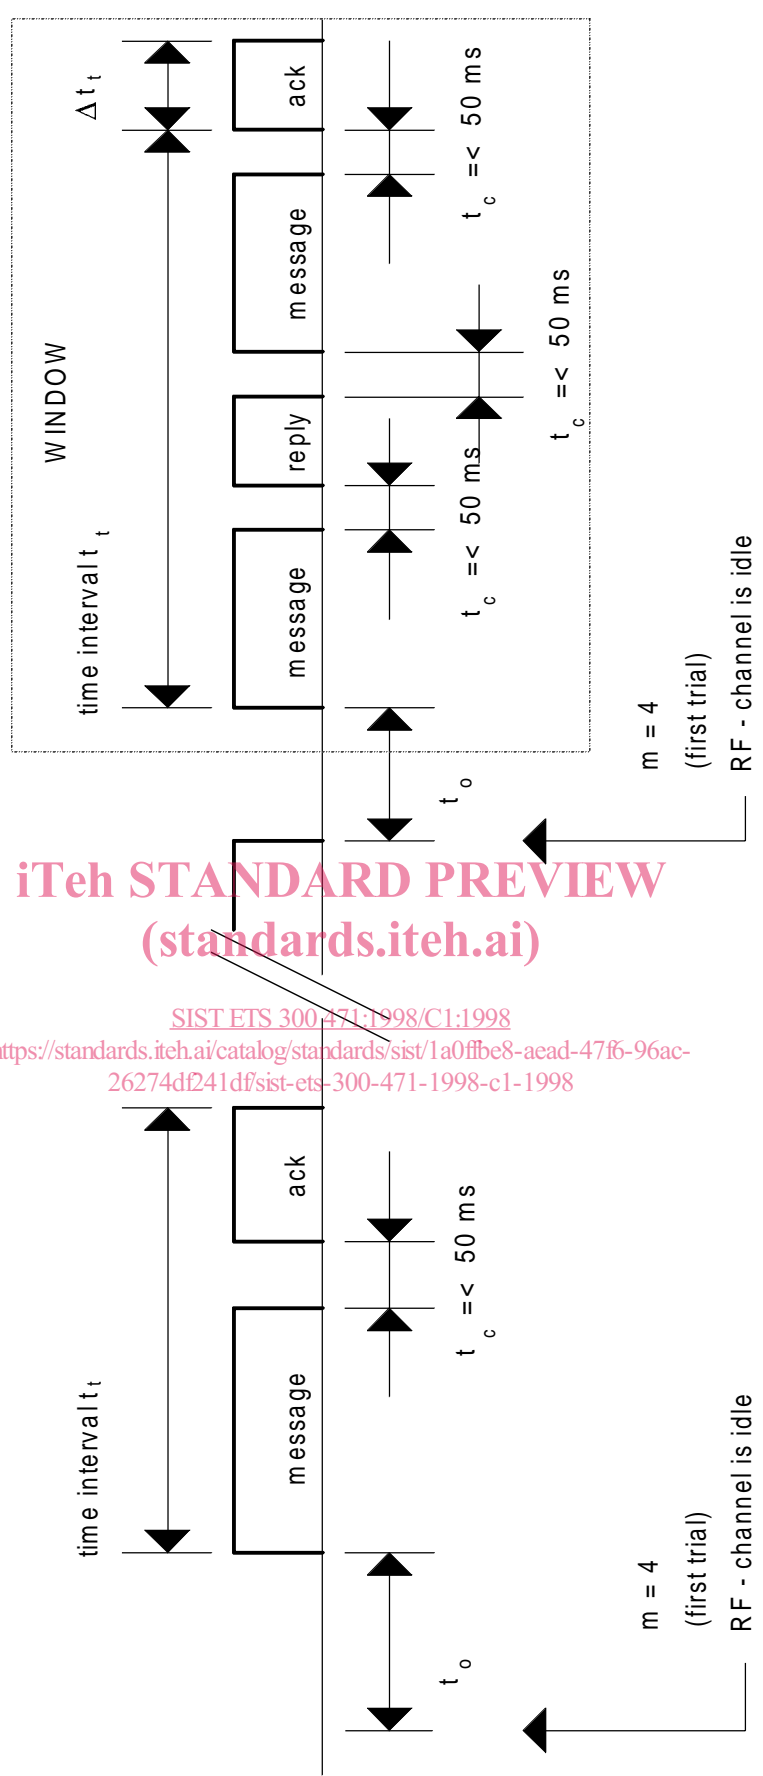 time interval t t
message
ack
t c =< 50 ms
t o
m = 4
(first trial)
RF - channel is idle
WINDOW
time interval t t
Δ t t
message
reply
message
ack
t c =< 50 ms
t c =< 50 ms
t c =< 50 ms
t o
m = 4
(first trial)
RF - channel is idle
iTeh STANDARD PREVIEW
(standards.iteh.ai)
SIST ETS 300 471:1998/C1:1998
https://standards.iteh.ai/catalog/standards/sist/1a0ffbe8-aead-47f6-96ac-
26274df241df/sist-ets-300-471-1998-c1-1998